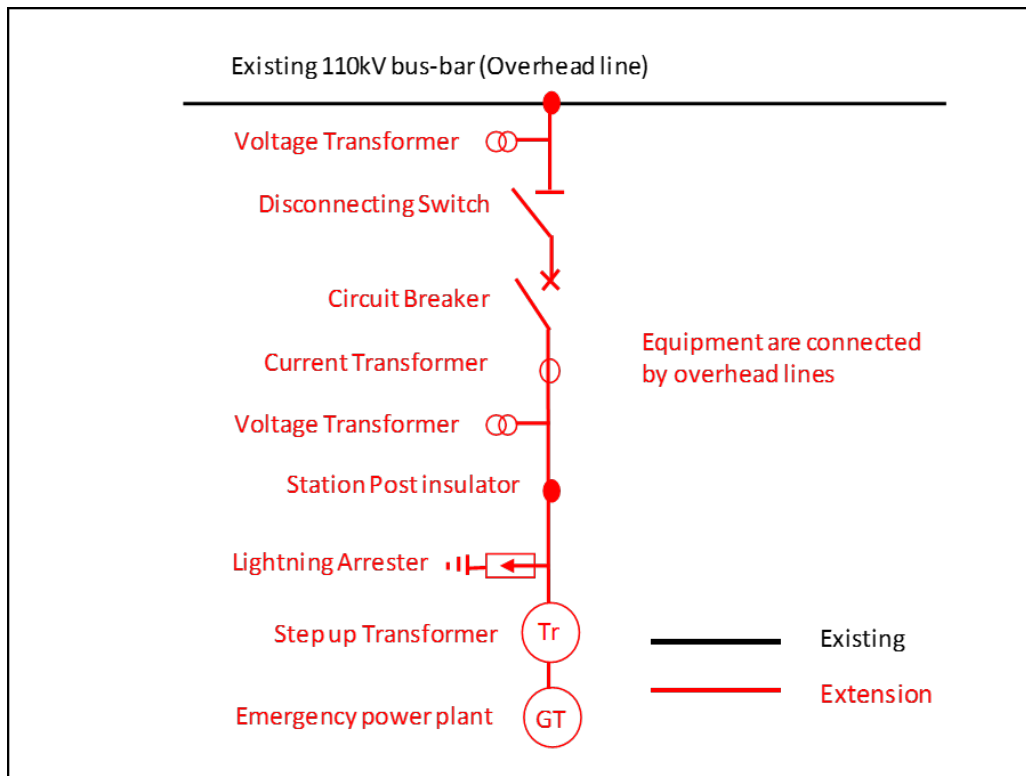 Existing 110kV bus-bar (Overhead line)
Voltage Transformer
Disconnecting Switch
Circuit Breaker
Current Transformer
Equipment are connected
by overhead lines
Voltage Transformer
Station Post insulator
Lightning Arrester
Step up Transformer
Tr
Existing
Extension
Emergency power plant
GT